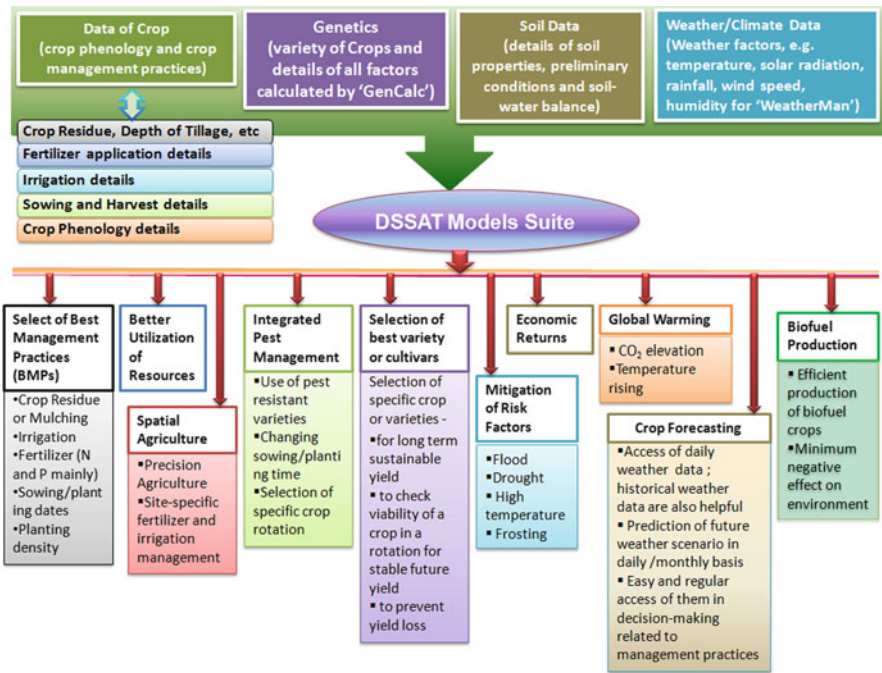 Data of Crop
(crop phenology and crop
management practices)
Genetics
(variety of Crops and
details of all factors
calculated by ‘GenCalc’)
Soil Data
(details of soil
properties, preliminary
conditions and soil-
water balance)
Weather/Climate Data
(Weather factors, e.g.
temperature, solar radiation,
rainfall, wind speed,
humidity for ‘WeatherMan’)
Crop Residue, Depth of Tillage, etc
Fertilizer application details
Irrigation details
Sowing and Harvest details
Crop Phenology details
DSSAT Models Suite
Select of Best
Management
Practices
(BMPs)
•Crop Residue
or Mulching
•Irrigation
•Fertilizer (N
and P mainly)
•Sowing/plant
ing dates
•Planting
density
Better
Utilization
of
Resources
Spatial
Agriculture
▪ Precision
Agriculture
▪ Site-specific
fertilizer and
irrigation
management
Integrated
Pest
Management
▪Use of pest
resistant
varieties
▪Changing
sowing/planti
ng time
▪Selection of
specific crop
rotation
Selection of
best variety
or cultivars
Selection of
specific crop
or varieties -
▪for long term
sustainable
yield
▪ to check
viability of a
crop in a
rotation for
stable future
yield
▪ to prevent
yield loss
Mitigation
of Risk
Factors
▪Flood
▪Drought
▪ High
temperature
▪ Frosting
Economic
Returns
Global Warming
▪ CO₂ elevation
▪Temperature
rising
Crop Forecasting
▪ Access of daily
weather data ;
historical weather
data are also helpful
▪ Prediction of future
weather scenario in
daily /monthly basis
▪ Easy and regular
access of them in
decision-making
related to
management practices
Biofuel
Production
▪ Efficient
production
of biofuel
crops
▪Minimum
negative
effect on
environment